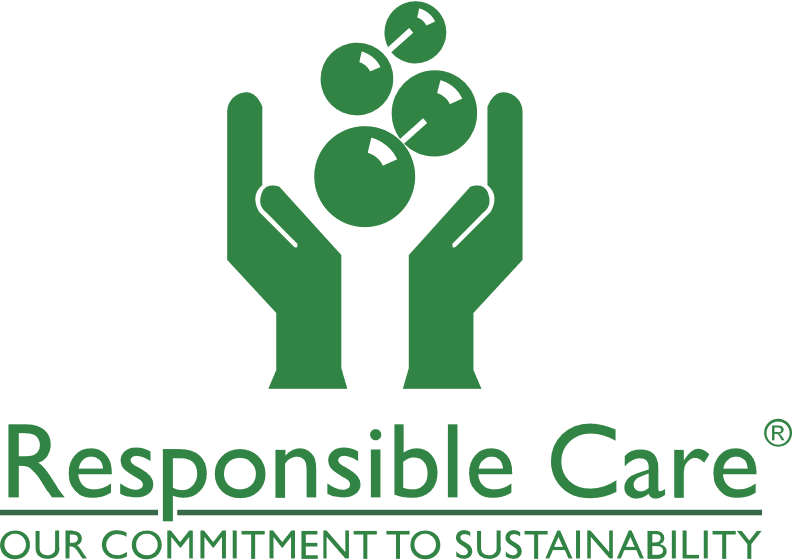 Responsible Care®
OUR COMMITMENT TO SUSTAINABILITY